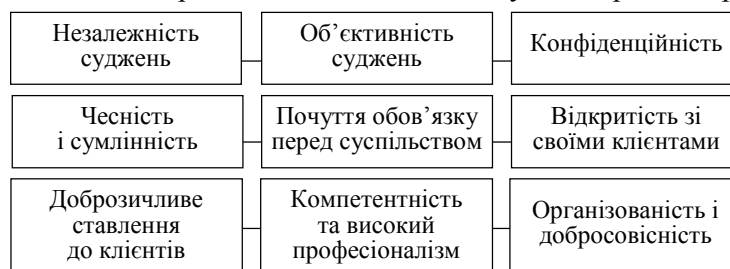 Незалежність
суджень
Об’єктивність
суджень
Конфіденційність
Чесність
і сумлінність
Почуття обов’язку
перед суспільством
Відкритість зі
своїми клієнтами
Доброзичливе
ставлення
до клієнтів
Компетентність
та високий
професіоналізм
Організованість і
добросовісність